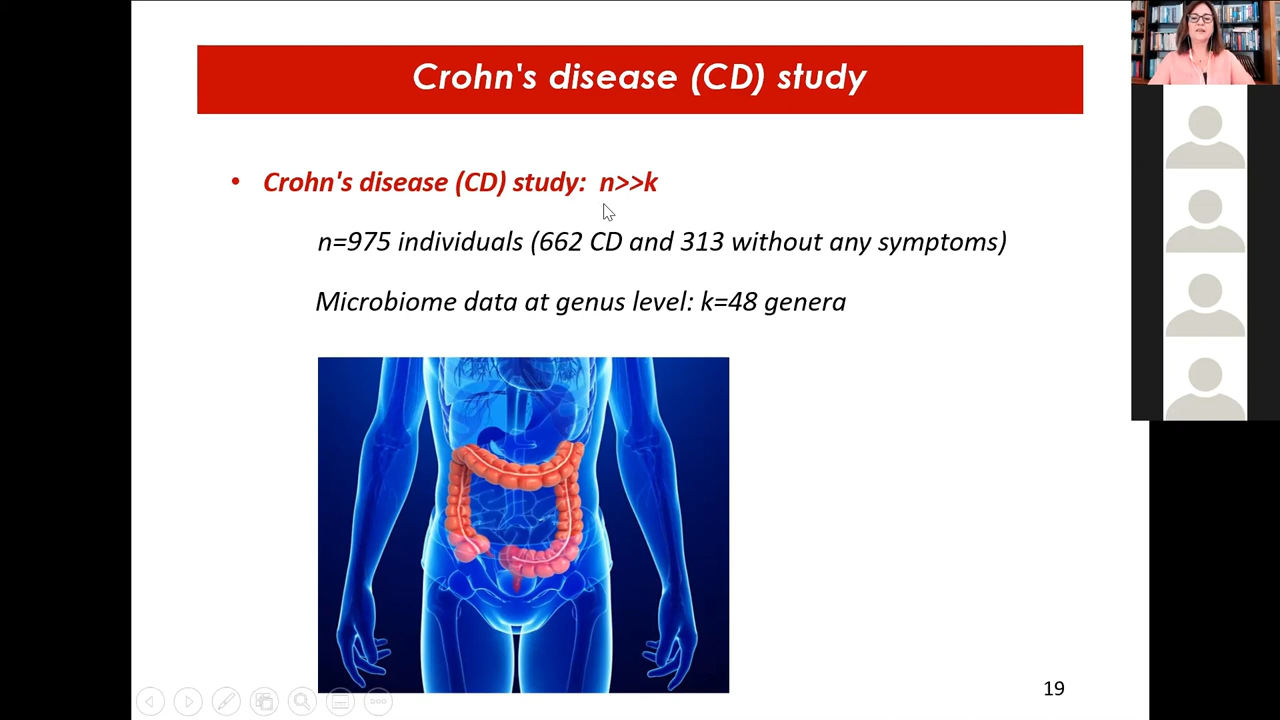 Crohn's disease (CD) study
• Crohn's disease (CD) study: n>>k
n=975 individuals (662 CD and 313 without any symptoms)
Microbiome data at genus level: k=48 genera
19